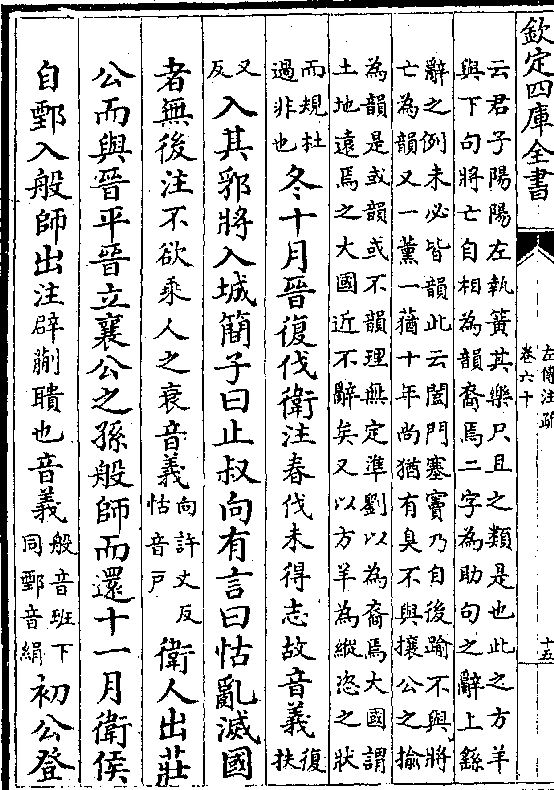 欽定四庫全書
左傳注疏
卷六十
十五
云君子陽陽左執簧其樂只且之類是也此之方羊
與下句將亡自相為韻裔焉二字為助句之辭上繇
辭之例未必皆韻此云闔門塞竇乃自後踰不與將
亡為韻又一薰一蕕十年尚猶有臭不與攘公之揄
為韻是或韻或不韻理無定準劉以為裔焉大國謂
土地遠焉之大國近不辭矣又以方羊為縱恣之狀
而規杜
過非也
冬十月晉復伐衛注春伐未得志故音義
復扶
又反
入其郛將入城簡子曰止叔向有言曰怙亂滅國
者無後注不欲乘人之衰音義
向許丈反
怙音戶
衛人出莊
公而與晉平晉立襄公之孫般師而還十一月衛侯
自鄄入般師出注辟蒯聵也音義
般音班下
同鄄音絹
初公登